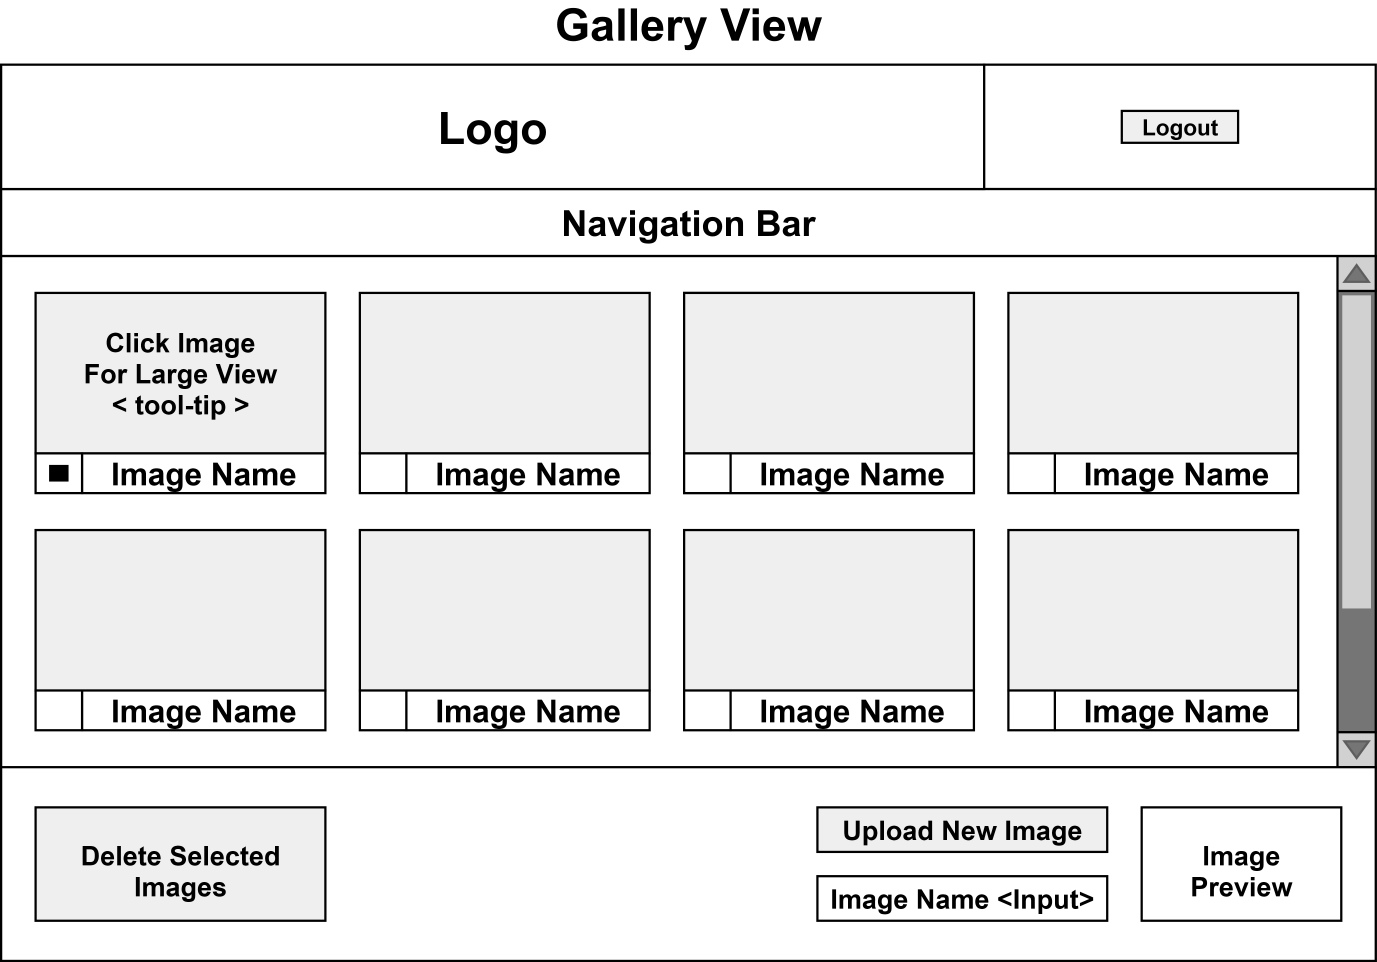 Gallery View
Logo
Logout
Navigation Bar
Click Image
For Large View
< tool-tip >
Image Name
Image Name
Image Name
Image Name
Image Name
Image Name
Image Name
Image Name
Delete Selected
Images
Upload New Image
Image Name <Input>
Image
Preview